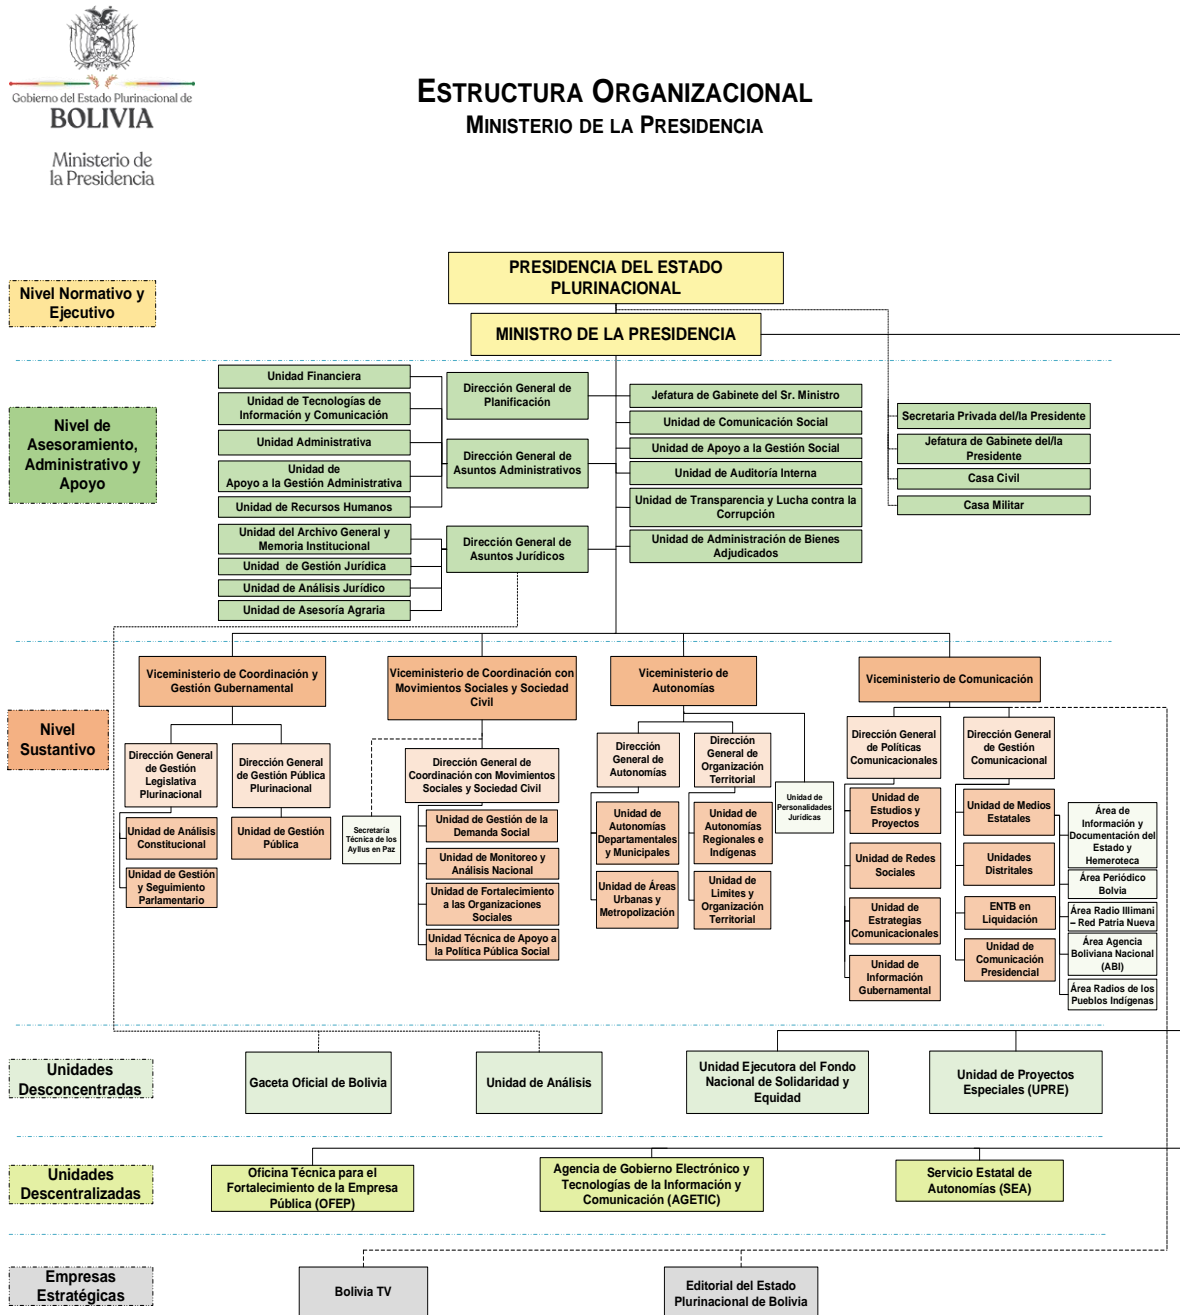 Gobierno del Estado Plurinacional de
BOLIVIA
Ministerio de
la Presidencia
ESTRUCTURA ORGANIZACIONAL
MINISTERIO DE LA PRESIDENCIA
Nivel Normativo y
Ejecutivo
PRESIDENCIA DEL ESTADO
PLURINACIONAL
MINISTRO DE LA PRESIDENCIA
Nivel de
Asesoramiento,
Administrativo y
Apoyo
Unidad Financiera
Unidad de Tecnologías de
Información y Comunicación
Unidad Administrativa
Unidad de
Apoyo a la Gestión Administrativa
Unidad de Recursos Humanos
Unidad del Archivo General y
Memoria Institucional
Unidad de Gestión Jurídica
Unidad de Análisis Jurídico
Unidad de Asesoría Agraria
Dirección General de
Planificación
Dirección General de
Asuntos Administrativos
Dirección General de
Asuntos Jurídicos
Jefatura de Gabinete del Sr. Ministro
Unidad de Comunicación Social
Unidad de Apoyo a la Gestión Social
Unidad de Auditoría Interna
Unidad de Transparencia y Lucha contra la
Corrupción
Unidad de Administración de Bienes
Adjudicados
Secretaria Privada del/la Presidente
Jefatura de Gabinete del/la
Presidente
Casa Civil
Casa Militar
Nivel
Sustantivo
Viceministerio de Coordinación y
Gestión Gubernamental
Dirección General
de Gestión
Legislativa
Plurinacional
Unidad de Análisis
Constitucional
Unidad de Gestión
y Seguimiento
Parlamentario
Dirección General
de Gestión Pública
Plurinacional
Unidad de Gestión
Pública
Viceministerio de Coordinación con
Movimientos Sociales y Sociedad
Civil
Secretaría
Técnica de los
Ayllus en Paz
Dirección General de
Coordinación con Movimientos
Sociales y Sociedad Civil
Unidad de Gestión de la
Demanda Social
Unidad de Monitoreo y
Análisis Nacional
Unidad de Fortalecimiento
a las Organizaciones
Sociales
Unidad Técnica de Apoyo a
la Política Pública Social
Viceministerio de
Autonomías
Dirección
General de
Autonomías
Unidad de
Autonomías
Departamentales
y Municipales
Unidad de Áreas
Urbanas y
Metropolización
Dirección
General de
Organización
Territorial
Unidad de
Autonomías
Regionales e
Indígenas
Unidad de
Limites y
Organización
Territorial
Unidad de
Personalidades
Jurídicas
Viceministerio de Comunicación
Dirección General
de Políticas
Comunicacionales
Unidad de
Estudios y
Proyectos
Unidad de Redes
Sociales
Unidad de
Estrategías
Comunicacionales
Unidad de
Información
Gubernamental
Dirección General
de Gestión
Comunicacional
Unidad de Medios
Estatales
Unidades
Distritales
ENTB en
Liquidación
Unidad de
Comunicación
Presidencial
Área de
Información y
Documentación del
Estado y
Hemeroteca
Área Periódico
Bolvia
Área Radio Illimani
– Red Patria Nueva
Área Agencia
Boliviana Nacional
(ABI)
Área Radios de los
Pueblos Indígenas
Unidades
Desconcentradas
Gaceta Oficial de Bolivia
Unidad de Análisis
Unidad Ejecutora del Fondo
Nacional de Solidaridad y
Equidad
Unidad de Proyectos
Especiales (UPRE)
Unidades
Descentralizadas
Oficina Técnica para el
Fortalecimiento de la Empresa
Pública (OFEP)
Agencia de Gobierno Electrónico y
Tecnologías de la Información y
Comunicación (AGETIC)
Servicio Estatal de
Autonomías (SEA)
Empresas
Estratégicas
Bolivia TV
Editorial del Estado
Plurinacional de Bolivia